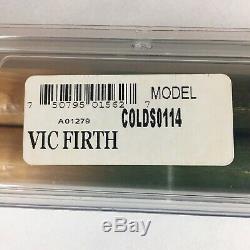 MODEL
7 50795 01562 7
COLDS0114
A01279
VIC FIRTH